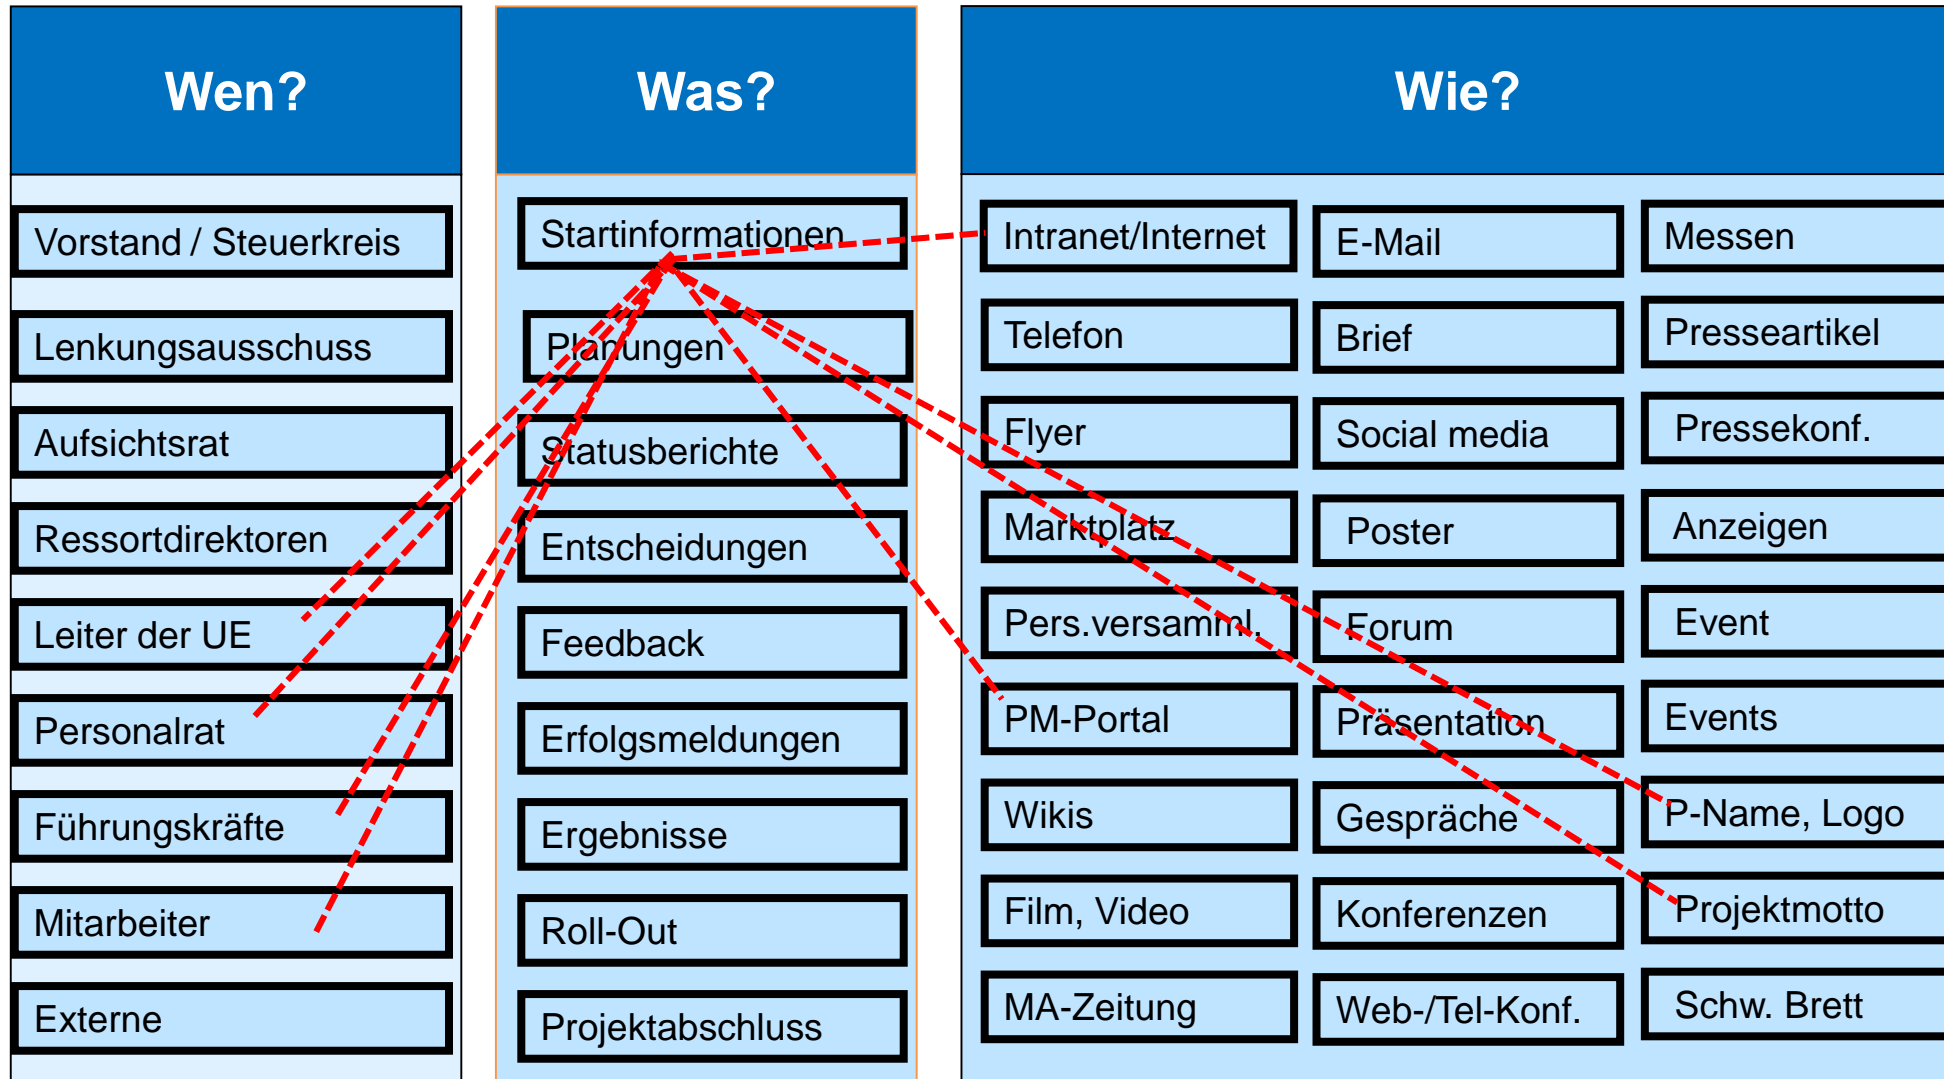 Wen?
Vorstand / Steuerkreis
Lenkungsausschuss
Aufsichtsrat
Ressortdirektoren
Leiter der UE
Personalrat
Führungskräfte
Mitarbeiter
Externe
Was?
Startinformationen
Planungen
Statusberichte
Entscheidungen
Feedback
Erfolgsmeldungen
Ergebnisse
Roll-Out
Projektabschluss
Wie?
Intranet/Internet
Telefon
Flyer
Marktplatz
Pers.versamml.
PM-Portal
Wikis
Film, Video
MA-Zeitung
E-Mail
Brief
Social media
Poster
Forum
Präsentation
Gespräche
Konferenzen
Web-/Tel-Konf.
Messen
Presseartikel
Pressekonf.
Anzeigen
Event
Events
P-Name, Logo
Projektmotto
Schw. Brett